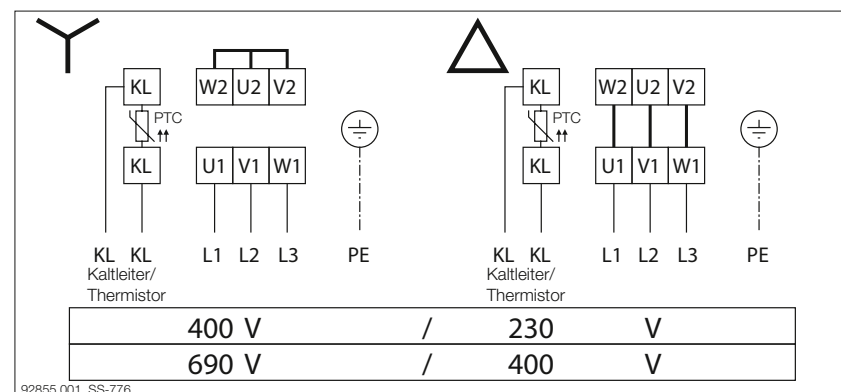 KL W2 U2 V2 KL W2 U2 V2
PTC PTC
KL U1 V1 W1 KL U1 V1 W1
KL KL L1 L2 L3 PE KL KL L1 L2 L3 PE
Kaltleiter/ Kaltleiter/
Thermistor Thermistor
400 V / 230 V
690 V / 400 V
92855 001 SS-776